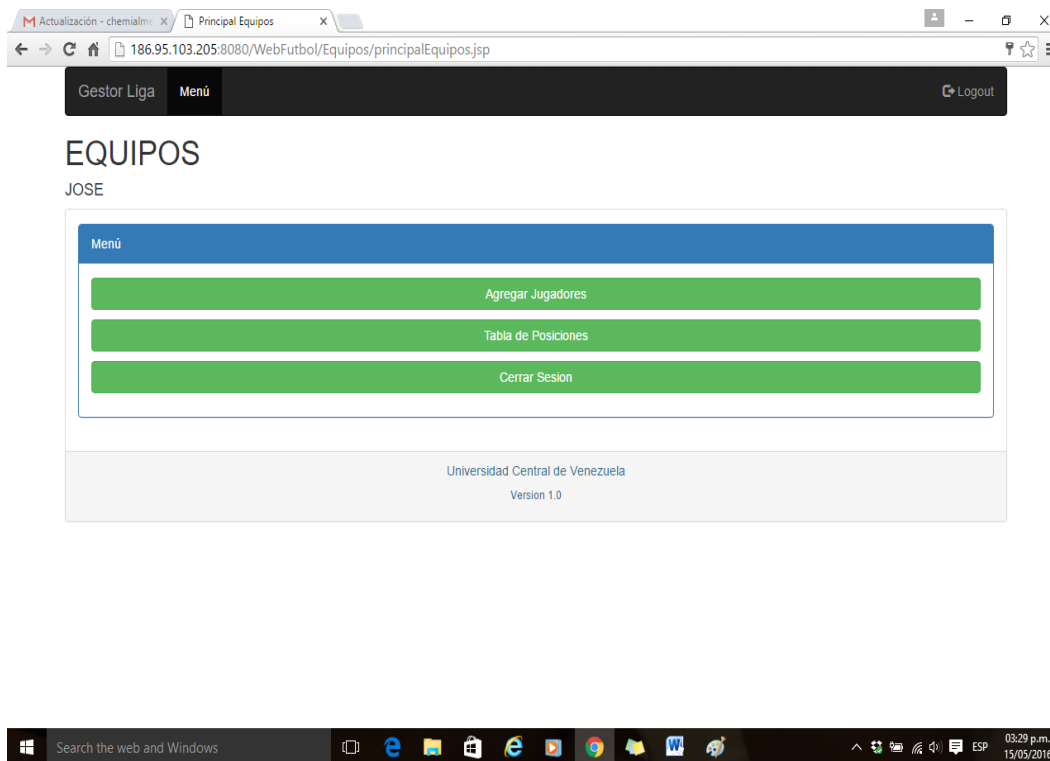 Actualización - chemialme
Principal Equipos
186.95.103.205:8080/WebFutbol/Equipos/principalEquipos.jsp
Gestor Liga Menú Logout
EQUIPOS
JOSE
Menú
Agregar Jugadores
Tabla de Posiciones
Cerrar Sesion
Universidad Central de Venezuela
Version 1.0
Search the web and Windows
ESP
03:29 p.m.
15/05/2016